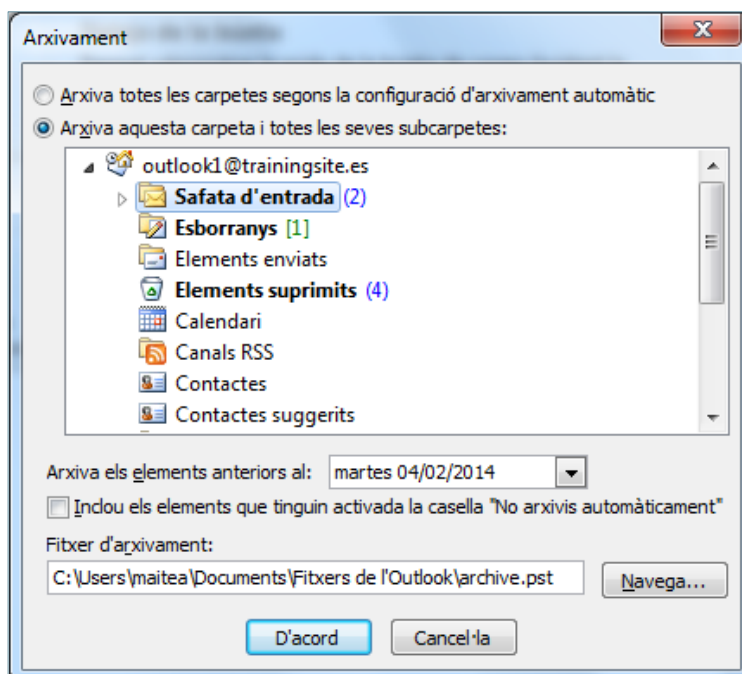 Arxivament
Arxiva totes les carpetes segons la configuració d'arxivament automàtic
Arxiva aquesta carpeta i totes les seves subcarpetes:
outlook1@trainingsite.es
Safata d'entrada (2)
Esborranys [1]
Elements enviats
Elements suprimits (4)
Calendari
Canals RSS
Contactes
Contactes suggerits
Arxiva els elements anteriors al: martes 04/02/2014
Inclou els elements que tinguin activada la casella "No arxivis automàticament"
Fitxer d'arxivament:
C:\Users\maitea\Documents\Fitxers de l'Outlook\archive.pst Navega...
D'acord Cancel·la